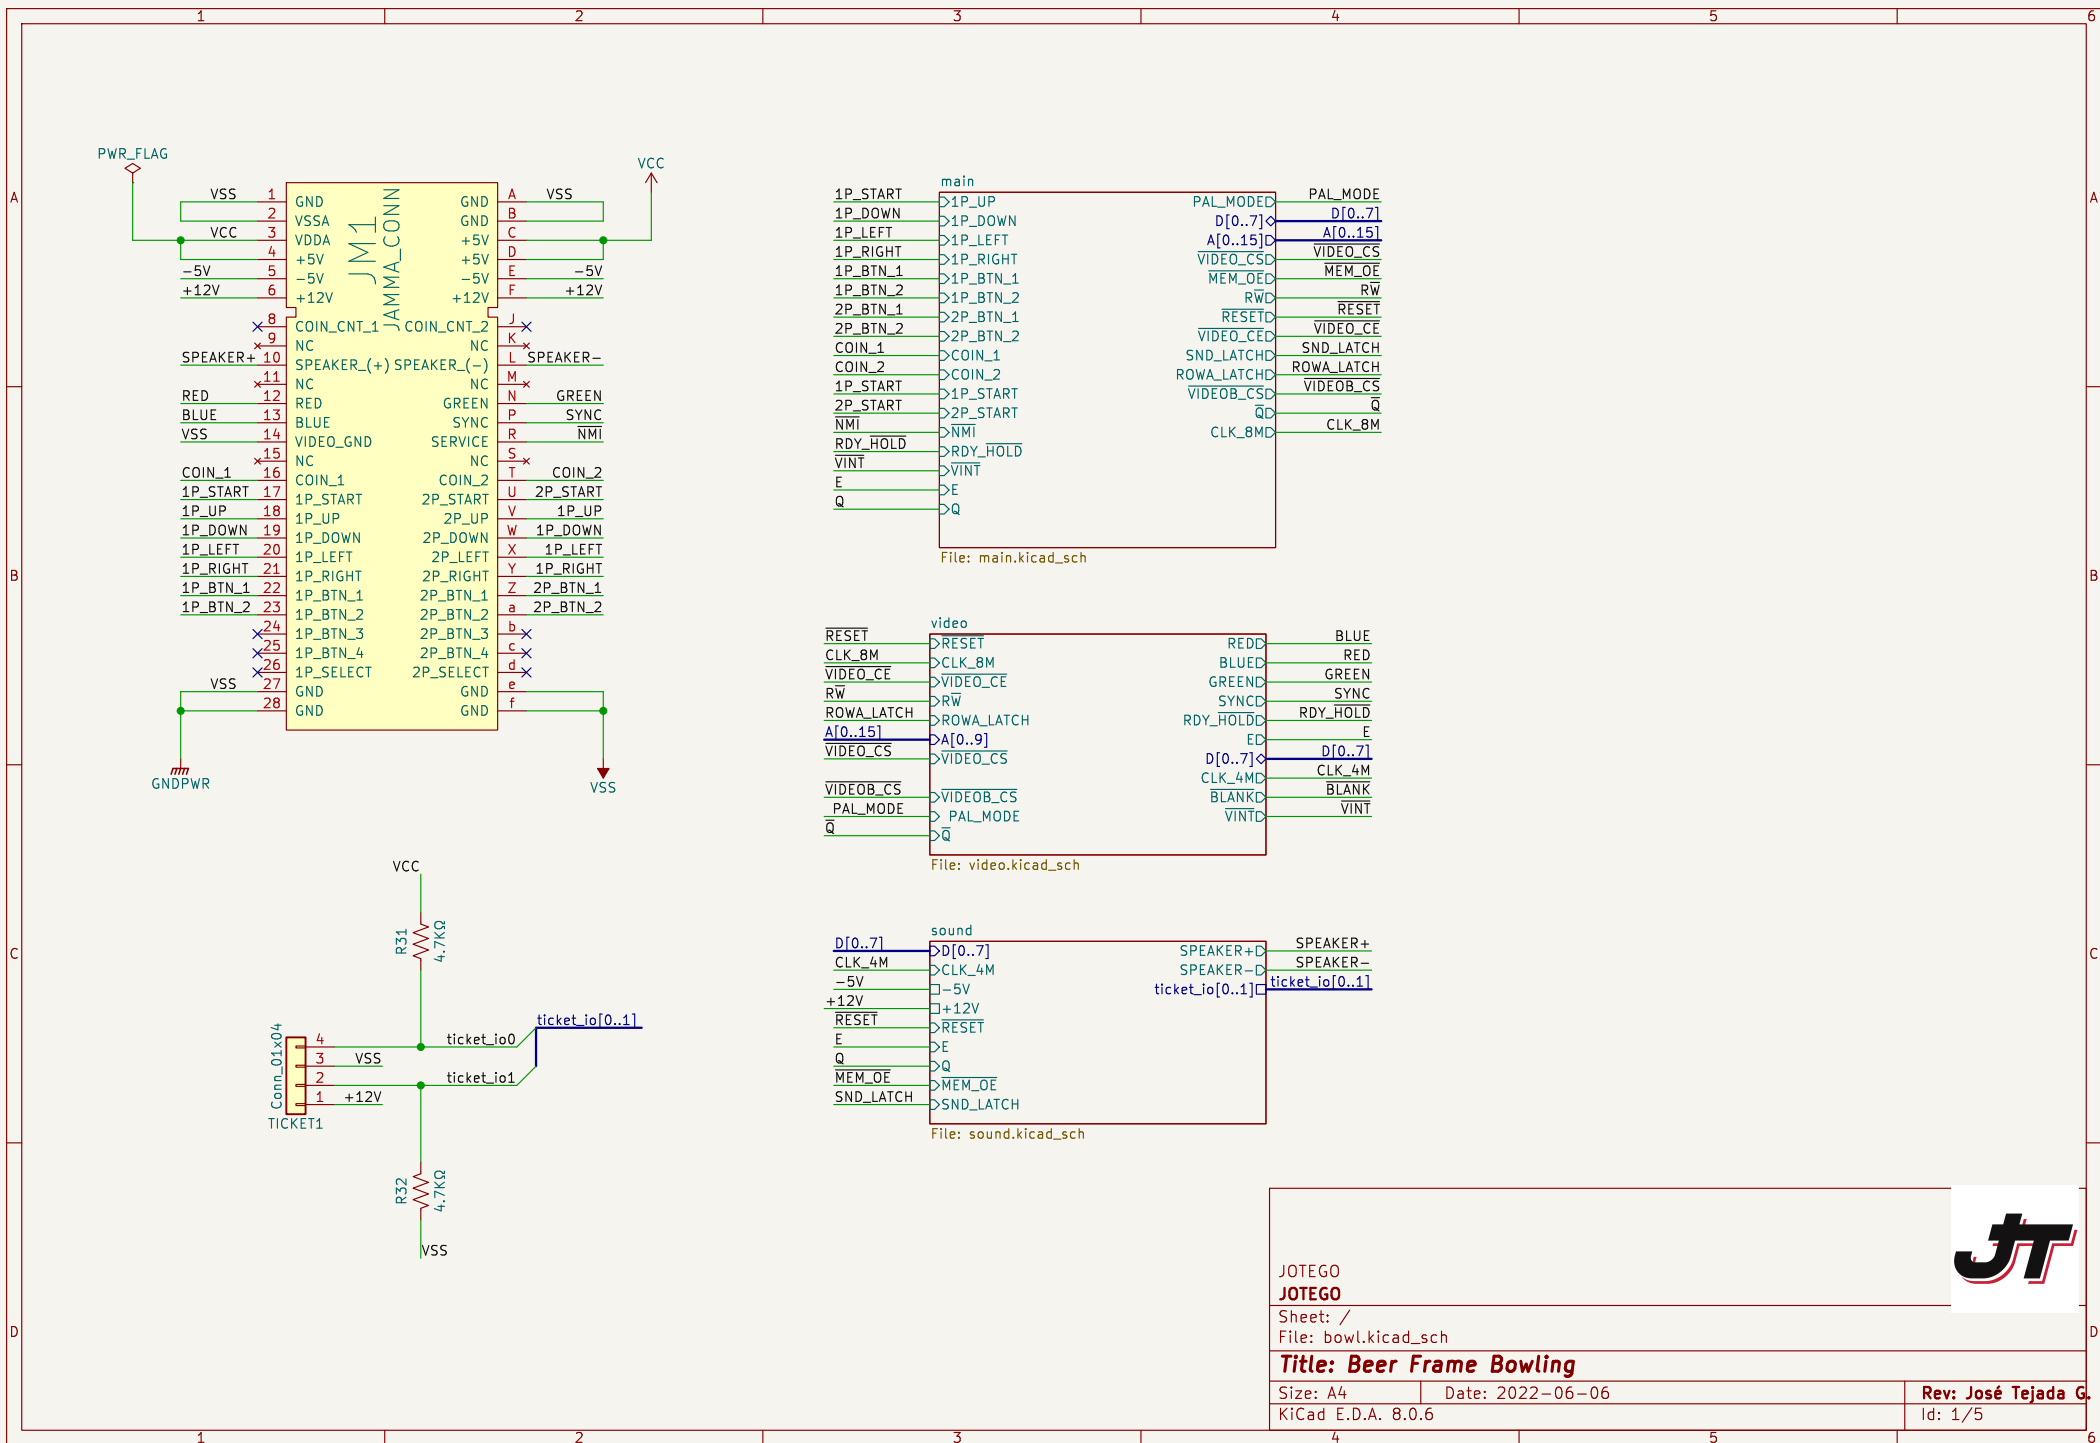 1 2 3 4 5 6
A
B
C
D
A
B
C
D
PWR_FLAG
VCC
JM1
JAMMA_CONN
VSS 1 GND GND A VSS
2 VSSA GND B
VCC 3 VDDA +5V C
4 +5V +5V D
-5V 5 -5V -5V E -5V
+12V 6 +12V +12V F +12V
8 COIN_CNT_1 COIN_CNT_2 J
9 NC NC K
SPEAKER+ 10 SPEAKER_(+) SPEAKER_(-) L SPEAKER-
11 NC NC M
RED 12 RED GREEN N GREEN
BLUE 13 BLUE SYNC P SYNC
VSS 14 VIDEO_GND SERVICE R NMI
15 NC NC S
COIN_1 16 COIN_1 COIN_2 T COIN_2
1P_START 17 1P_START 2P_START U 2P_START
1P_UP 18 1P_UP 2P_UP V 1P_UP
1P_DOWN 19 1P_DOWN 2P_DOWN W 1P_DOWN
1P_LEFT 20 1P_LEFT 2P_LEFT X 1P_LEFT
1P_RIGHT 21 1P_RIGHT 2P_RIGHT Y 1P_RIGHT
1P_BTN_1 22 1P_BTN_1 2P_BTN_1 Z 2P_BTN_1
1P_BTN_2 23 1P_BTN_2 2P_BTN_2 a 2P_BTN_2
24 1P_BTN_3 2P_BTN_3 b
25 1P_BTN_4 2P_BTN_4 c
26 1P_SELECT 2P_SELECT d
VSS 27 GND GND e
28 GND GND f
GNDPWR
VSS
VCC
R31
4.7KΩ
Conn_01x04
4 ticket_io0
3 VSS
2 ticket_io1
1 +12V
TICKET1
ticket_io[0..1]
R32
4.7KΩ
VSS
main
1P_START 1P_UP PAL_MODE PAL_MODE
1P_DOWN 1P_DOWN D[0..7] D[0..7]
1P_LEFT 1P_LEFT A[0..15] A[0..15]
1P_RIGHT 1P_RIGHT VIDEO_CS VIDEO_CS
1P_BTN_1 1P_BTN_1 MEM_OE MEM_OE
1P_BTN_2 1P_BTN_2 RW RW
2P_BTN_1 2P_BTN_1 RESET RESET
2P_BTN_2 2P_BTN_2 VIDEO_CE VIDEO_CE
COIN_1 COIN_1 SND_LATCH SND_LATCH
COIN_2 COIN_2 ROWA_LATCH ROWA_LATCH
1P_START 1P_START VIDEOB_CS VIDEOB_CS
2P_START 2P_START Q Q
NMI NMI CLK_8M CLK_8M
RDY_HOLD RDY_HOLD
VINT VINT
E E
Q Q
File: main.kicad_sch
video
RESET RESET RED BLUE
CLK_8M CLK_8M BLUE RED
VIDEO_CE VIDEO_CE GREEN GREEN
RW RW SYNC SYNC
ROWA_LATCH ROWA_LATCH RDY_HOLD RDY_HOLD
A[0..15] A[0..9] E E
VIDEO_CS VIDEO_CS D[0..7] D[0..7]
CLK_4M CLK_4M
VIDEOB_CS VIDEOB_CS BLANK BLANK
PAL_MODE PAL_MODE VINT VINT
Q Q
File: video.kicad_sch
sound
D[0..7] D[0..7] SPEAKER+ SPEAKER+
CLK_4M CLK_4M SPEAKER- SPEAKER-
-5V -5V ticket_io[0..1] ticket_io[0..1]
+12V +12V
RESET RESET
E E
Q Q
MEM_OE MEM_OE
SND_LATCH SND_LATCH
File: sound.kicad_sch
JT
JOTEGO
JOTEGO
Sheet: /
File: bowl.kicad_sch
Title: Beer Frame Bowling
Size: A4 Date: 2022-06-06 Rev: José Tejada G.
KiCad E.D.A. 8.0.6 Id: 1/5
1 2 3 4 5 6